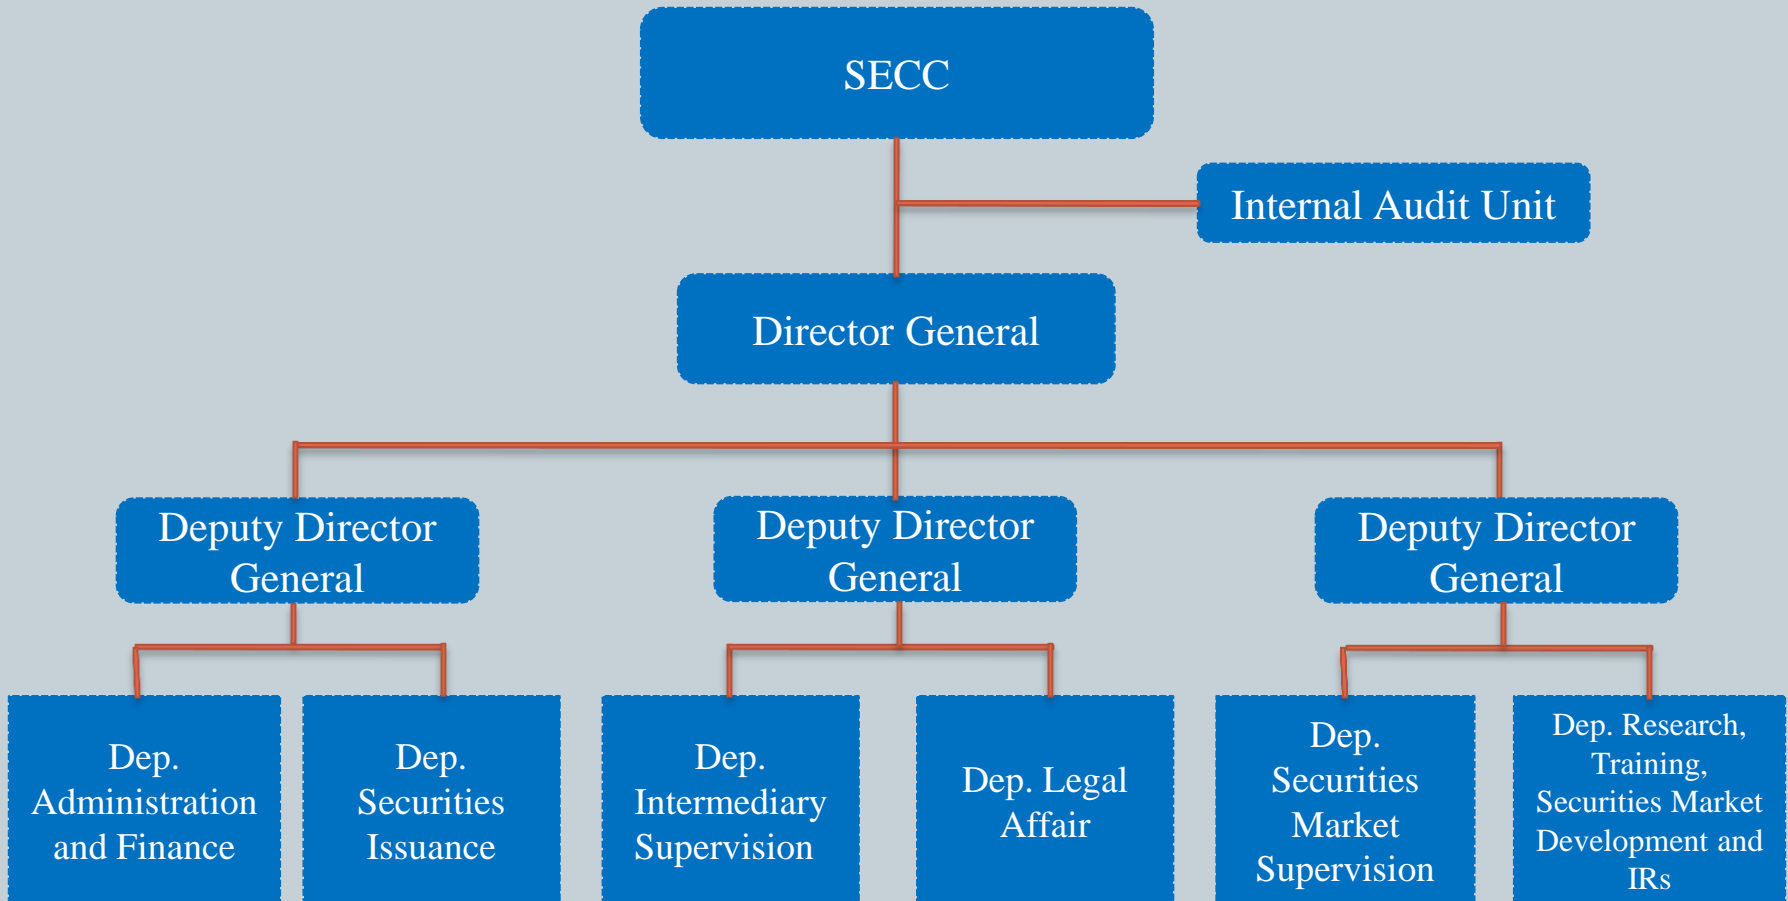 SECC
Internal Audit Unit
Director General
Deputy Director
General
Deputy Director
General
Deputy Director
General
Dep.
Administration
and Finance
Dep.
Securities
Issuance
Dep.
Intermediary
Supervision
Dep. Legal
Affair
Dep.
Securities
Market
Supervision
Dep. Research,
Training,
Securities Market
Development and
IRs